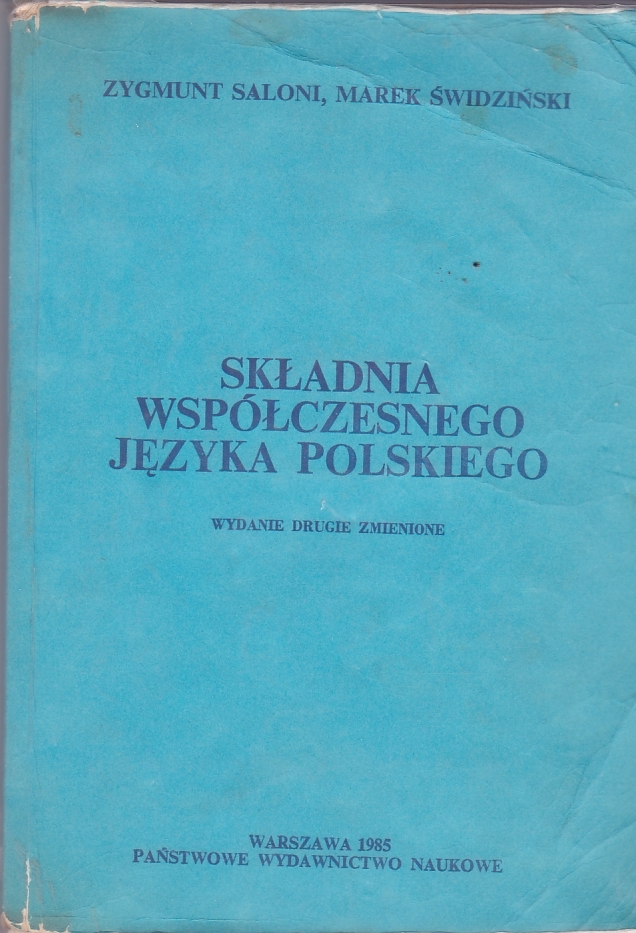 ZYGMUNT SALONI, MAREK ŚWIDZIŃSKI
SKŁADNIA
WSPÓŁCZESNEGO
JĘZYKA POLSKIEGO
WYDANIE DRUGIE ZMIENIONE
WARSZAWA 1985
PAŃSTWOWE WYDAWNICTWO NAUKOWE